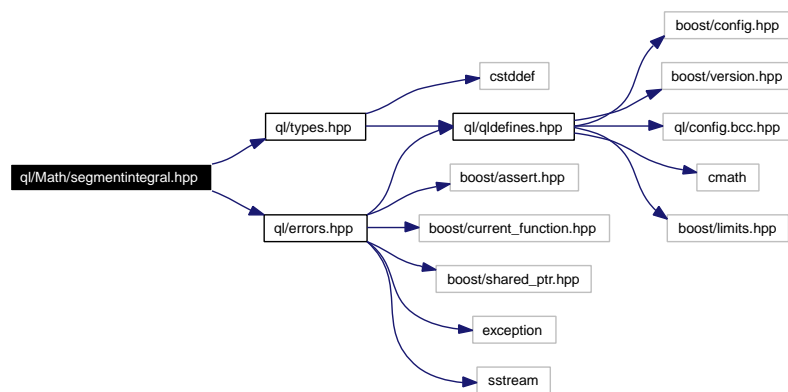 boost/config.hpp
cstddef
boost/version.hpp
ql/types.hpp
ql/qldefines.hpp
ql/config.bcc.hpp
ql/Math/segmentintegral.hpp
boost/assert.hpp
cmath
ql/errors.hpp
boost/current_function.hpp
boost/limits.hpp
boost/shared_ptr.hpp
exception
sstream